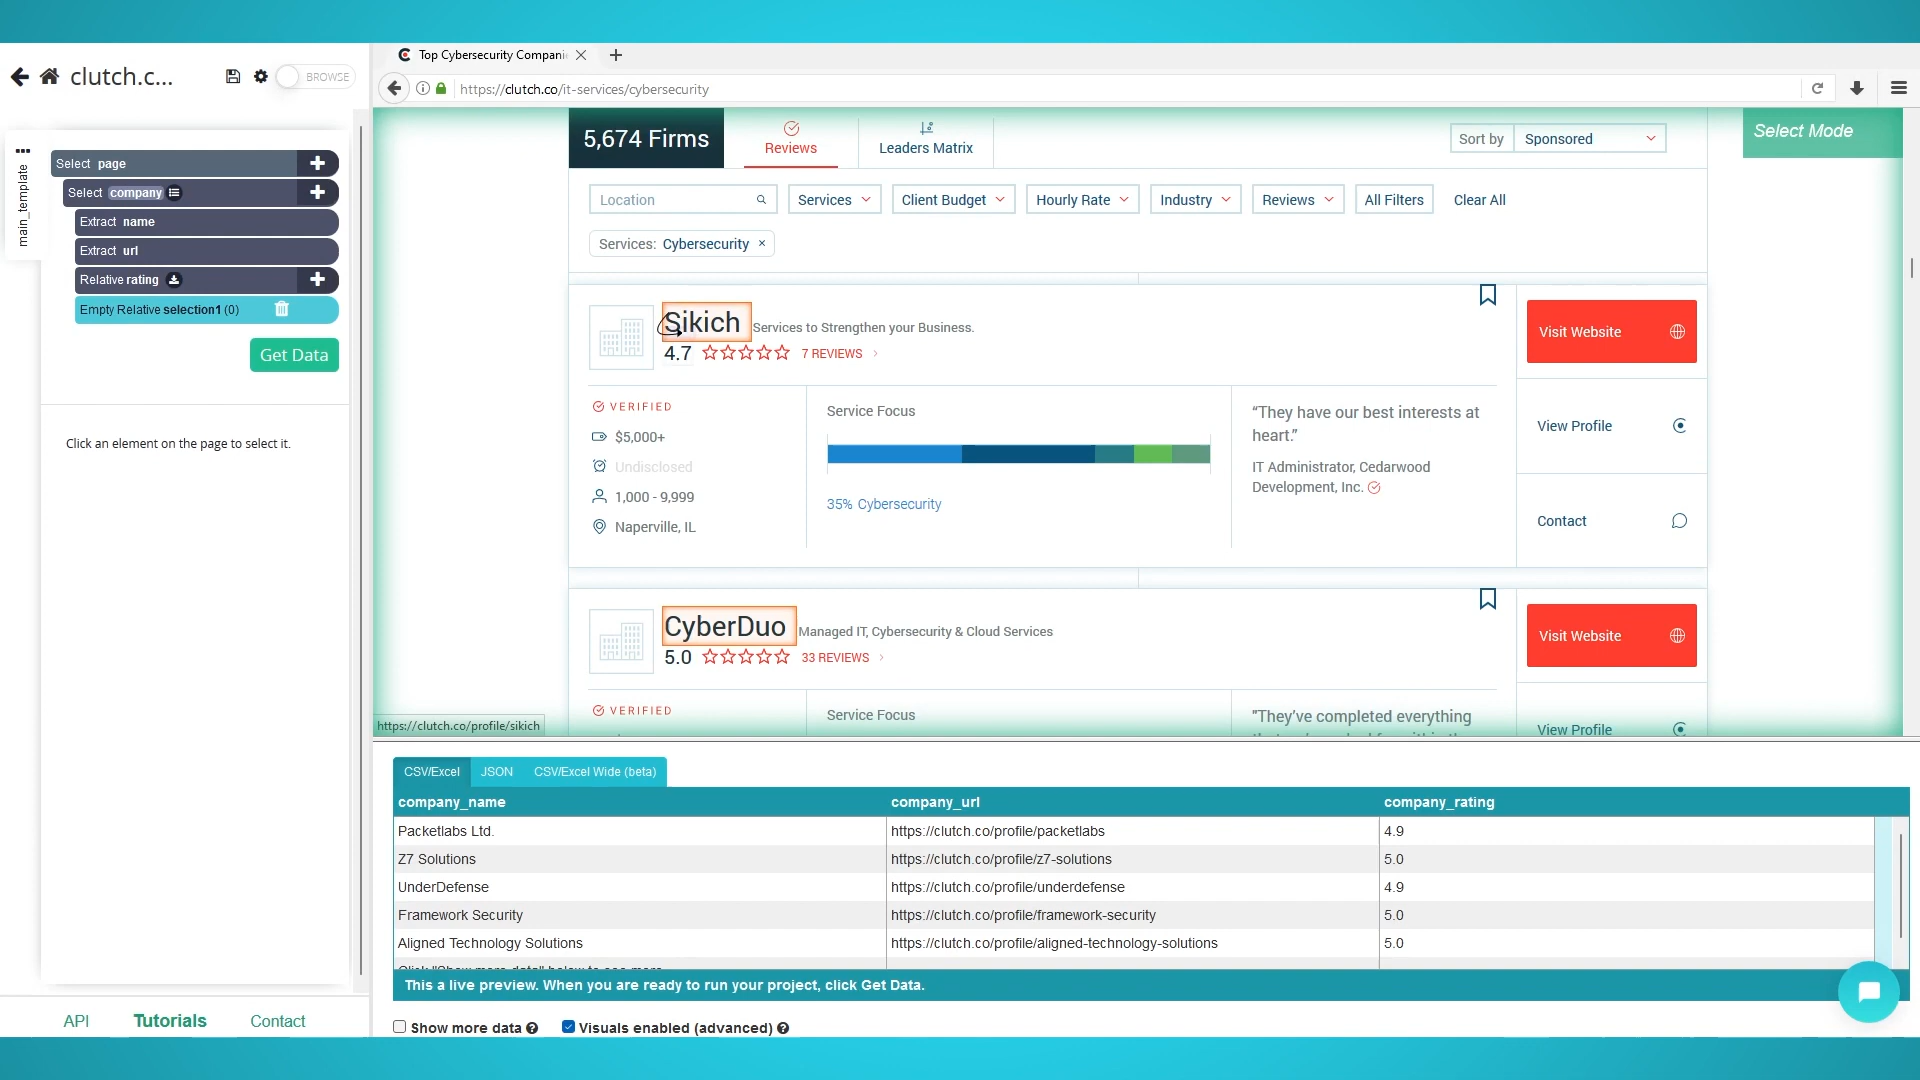 Top Cybersecurity Compani
clutch.c...
BROWSE
https://clutch.co/it-services/cybersecurity
main_template
Select page
Select company
Extract name
Extract url
Relative rating
Empty Relative selection1 (0)
Get Data
Click an element on the page to select it.
API Tutorials Contact
5,674 Firms
Reviews
Leaders Matrix
Sort by Sponsored
Select Mode
Location Services Client Budget Hourly Rate Industry Reviews All Filters Clear All
Services: Cybersecurity ×
Sikich Services to Strengthen your Business.
4.7 7 REVIEWS
VERIFIED
$5,000+
Undisclosed
1,000 - 9,999
Naperville, IL
Service Focus
35% Cybersecurity
“They have our best interests at
heart.”
IT Administrator, Cedarwood
Development, Inc.
Visit Website
View Profile
Contact
CyberDuo Managed IT, Cybersecurity & Cloud Services
5.0 33 REVIEWS
VERIFIED
Service Focus
"They’ve completed everything
Visit Website
View Profile
https://clutch.co/profile/sikich
CSV/Excel JSON CSV/Excel Wide (beta)
company_name company_url company_rating
Packetlabs Ltd. https://clutch.co/profile/packetlabs 4.9
Z7 Solutions https://clutch.co/profile/z7-solutions 5.0
UnderDefense https://clutch.co/profile/underdefense 4.9
Framework Security https://clutch.co/profile/framework-security 5.0
Aligned Technology Solutions https://clutch.co/profile/aligned-technology-solutions 5.0
This a live preview. When you are ready to run your project, click Get Data.
Show more data Visuals enabled (advanced)